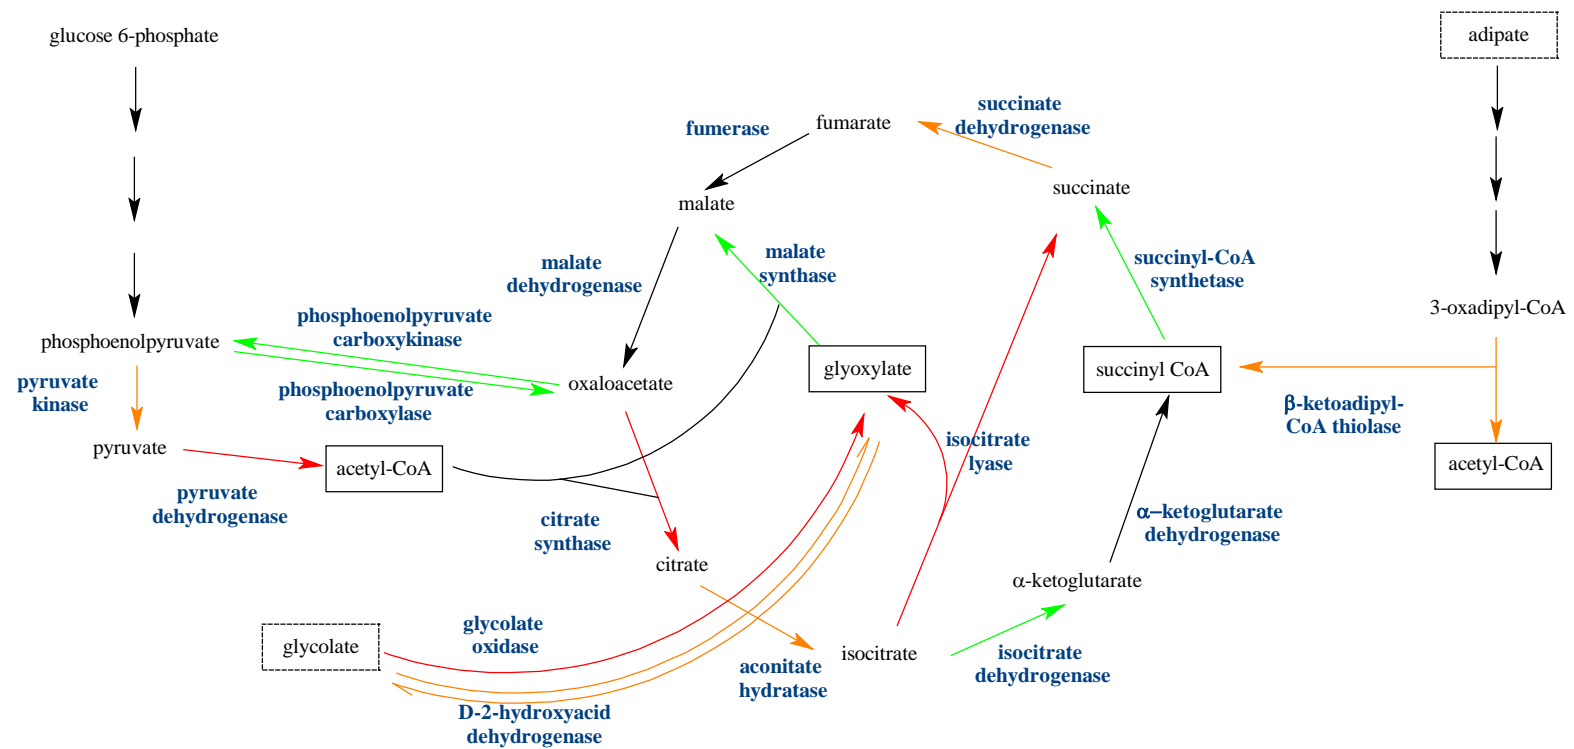 glucose 6-phosphate
adipate
succinate
dehydrogenase
fumarate
fumerase
succinate
malate
malate
synthase
malate
dehydrogenase
succinyl-CoA
synthetase
3-oxadipyl-CoA
phosphoenolpyruvate
carboxykinase
phosphoenolpyruvate
glyoxylate
succinyl CoA
oxaloacetate
pyruvate
kinase
phosphoenolpyruvate
carboxylase
β-ketoadipyl-
CoA thiolase
pyruvate
acetyl-CoA
isocitrate
lyase
acetyl-CoA
pyruvate
dehydrogenase
citrate
synthase
α–ketoglutarate
dehydrogenase
citrate
α-ketoglutarate
glycolate
glycolate
oxidase
isocitrate
aconitate
hydratase
isocitrate
dehydrogenase
D-2-hydroxyacid
dehydrogenase